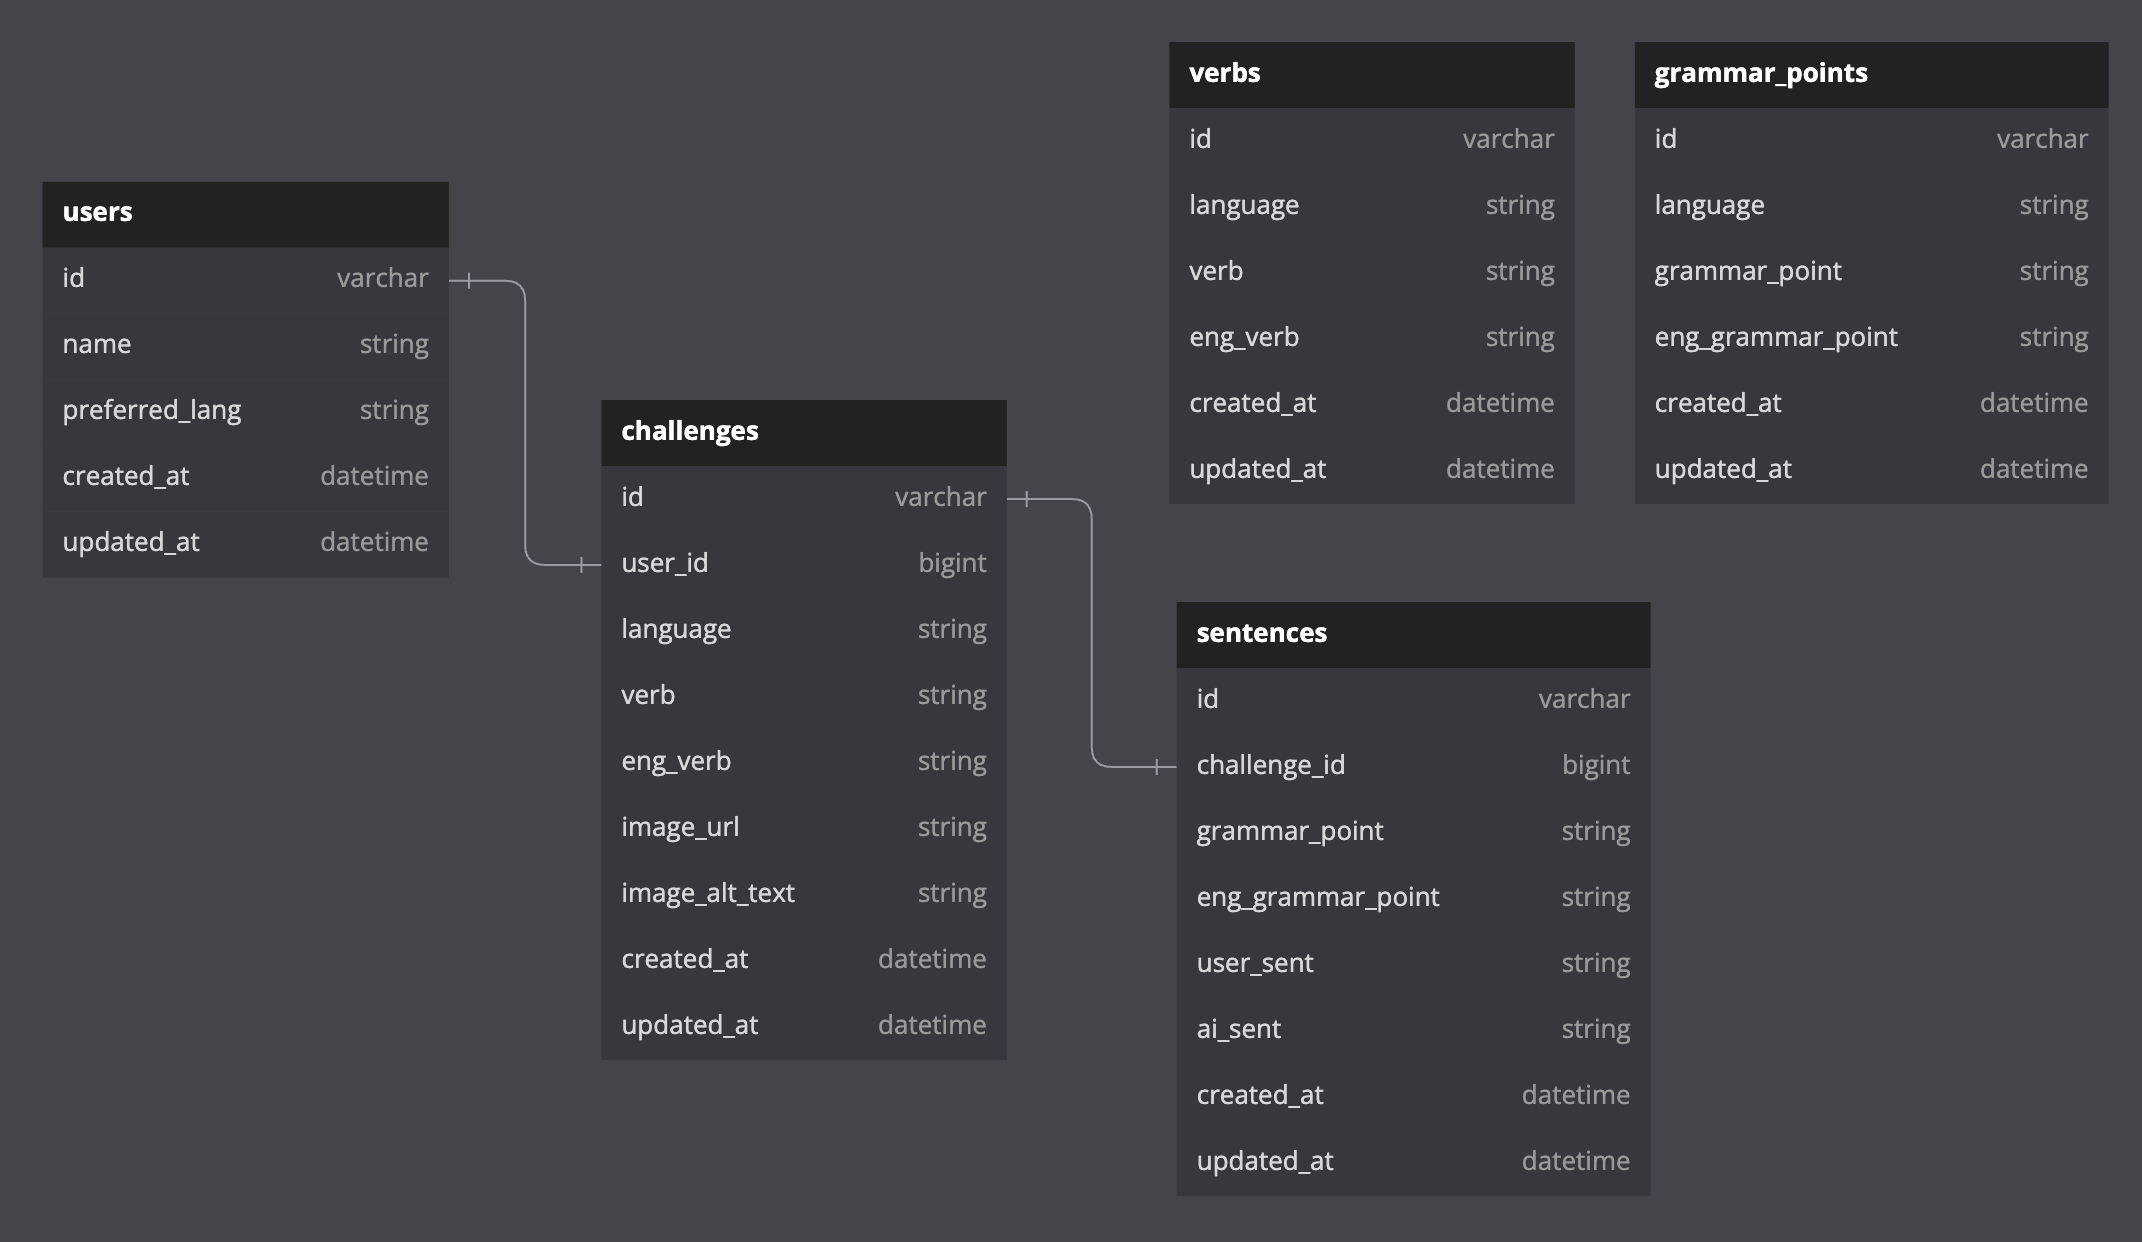 users
id varchar
name string
preferred_lang string
created_at datetime
updated_at datetime
challenges
id varchar
user_id bigint
language string
verb string
eng_verb string
image_url string
image_alt_text string
created_at datetime
updated_at datetime
verbs
id varchar
language string
verb string
eng_verb string
created_at datetime
updated_at datetime
grammar_points
id varchar
language string
grammar_point string
eng_grammar_point string
created_at datetime
updated_at datetime
sentences
id varchar
challenge_id bigint
grammar_point string
eng_grammar_point string
user_sent string
ai_sent string
created_at datetime
updated_at datetime